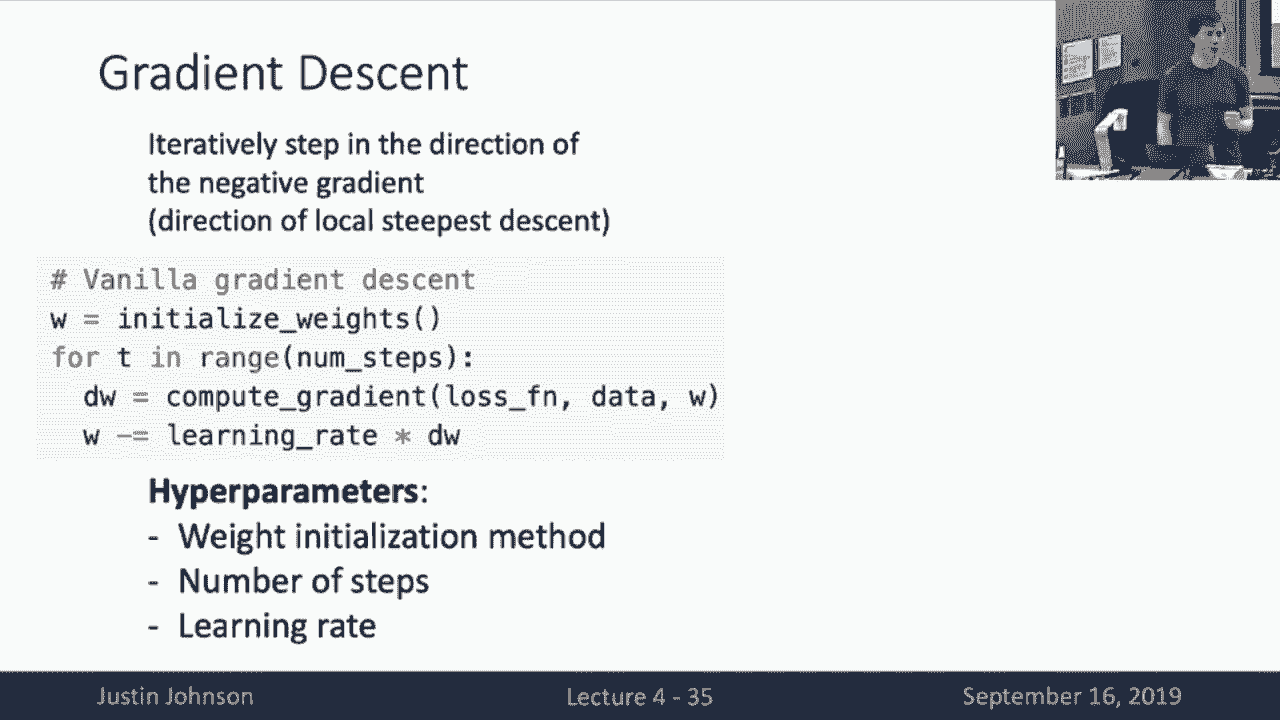 Gradient Descent
Iteratively step in the direction of
the negative gradient
(direction of local steepest descent)
# Vanilla gradient descent
w = initialize_weights()
for t in range(num_steps):
  dw = compute_gradient(loss_fn, data, w)
  w -= learning_rate * dw
Hyperparameters:
- Weight initialization method
- Number of steps
- Learning rate
Justin Johnson
Lecture 4 - 35
September 16, 2019